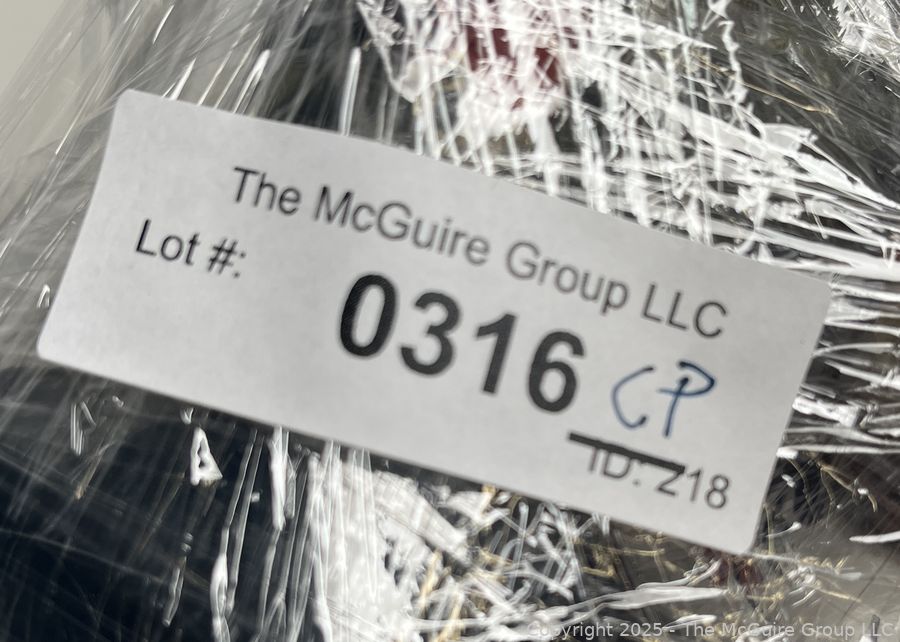 The McGuire Group LLC
Lot #:
0316 CP
ID: 218
Copyright 2025 - The McGuire Group LLC